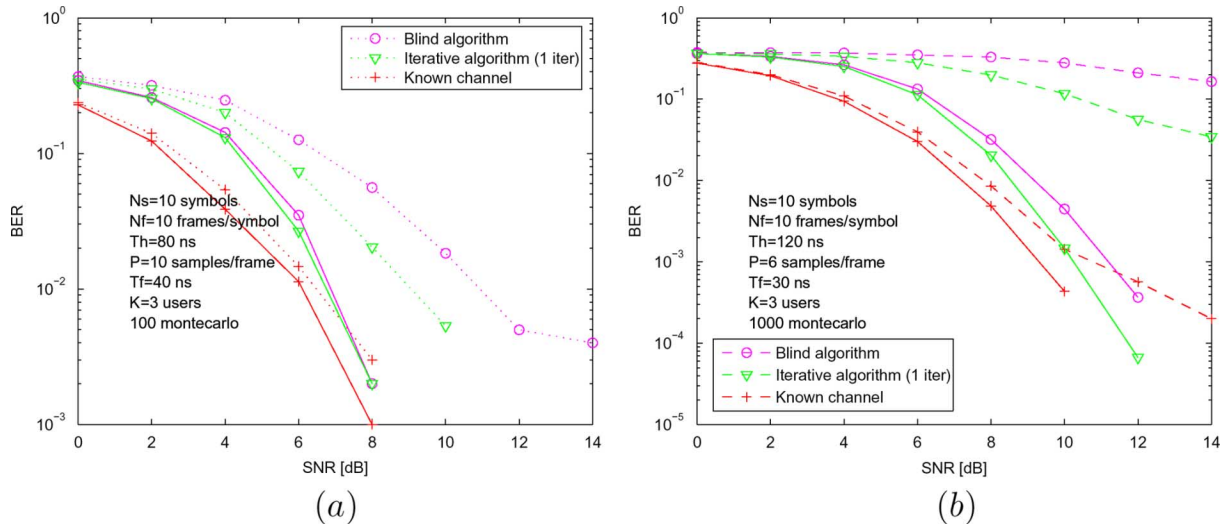 10^0
10^-1
10^-2
10^-3
BER
0
2
4
6
8
10
12
14
SNR [dB]
Blind algorithm
Iterative algorithm (1 iter)
Known channel
Ns=10 symbols
Nf=10 frames/symbol
Th=80 ns
P=10 samples/frame
Tf=40 ns
K=3 users
100 montecarlo
(a)
10^0
10^-1
10^-2
10^-3
10^-4
10^-5
BER
0
2
4
6
8
10
12
14
SNR [dB]
Ns=10 symbols
Nf=10 frames/symbol
Th=120 ns
P=6 samples/frame
Tf=30 ns
K=3 users
1000 montecarlo
Blind algorithm
Iterative algorithm (1 iter)
Known channel
(b)